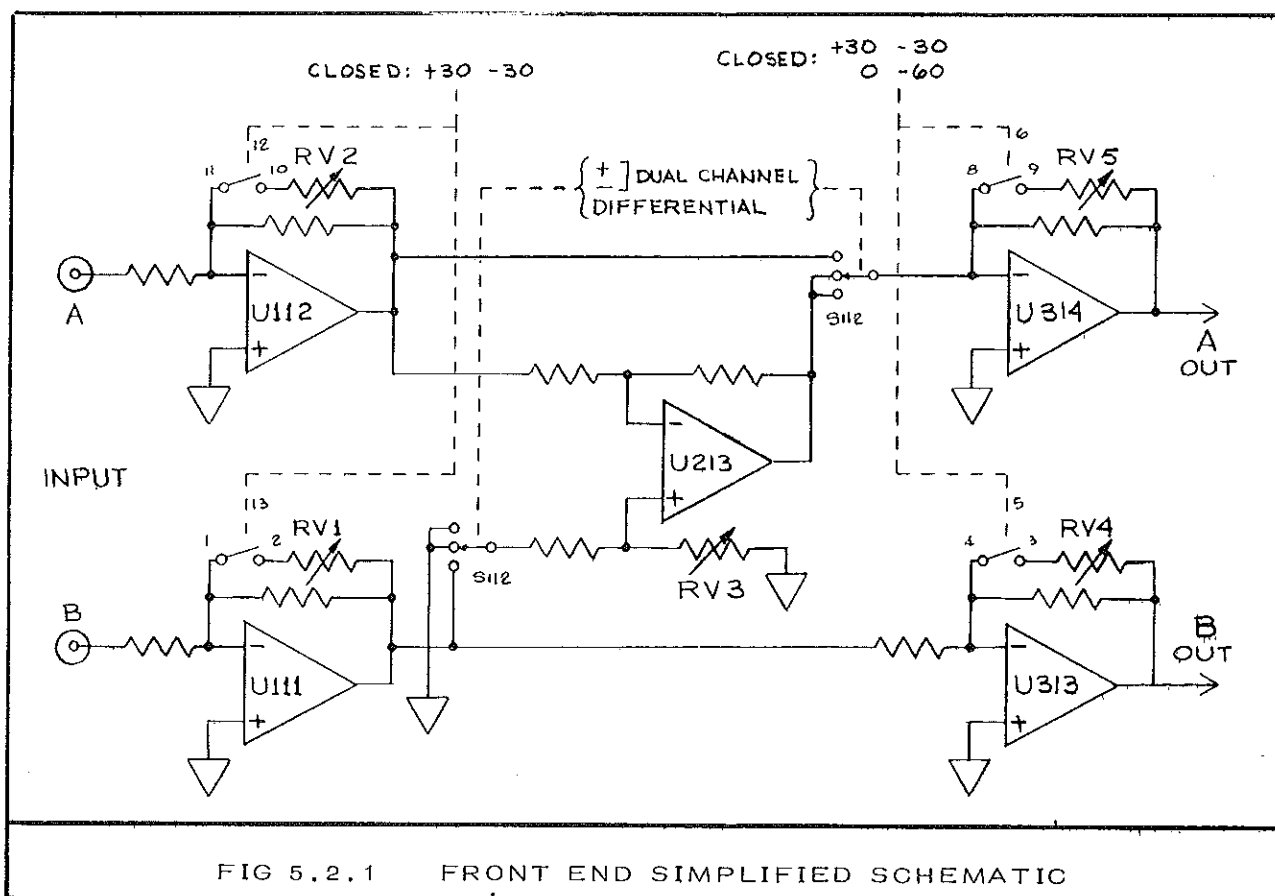 CLOSED: +30 -30
CLOSED: +30 -30
0 -60
12
11
10
RV2
+
- ] DUAL CHANNEL
DIFFERENTIAL
6
8
9
RV5
-
U112
+
A
S112
-
U314
+
A
OUT
-
U213
+
INPUT
13
1
2
RV1
S112
RV3
5
4
3
RV4
B
-
U111
+
-
U313
+
B
OUT
FIG 5.2.1 FRONT END SIMPLIFIED SCHEMATIC